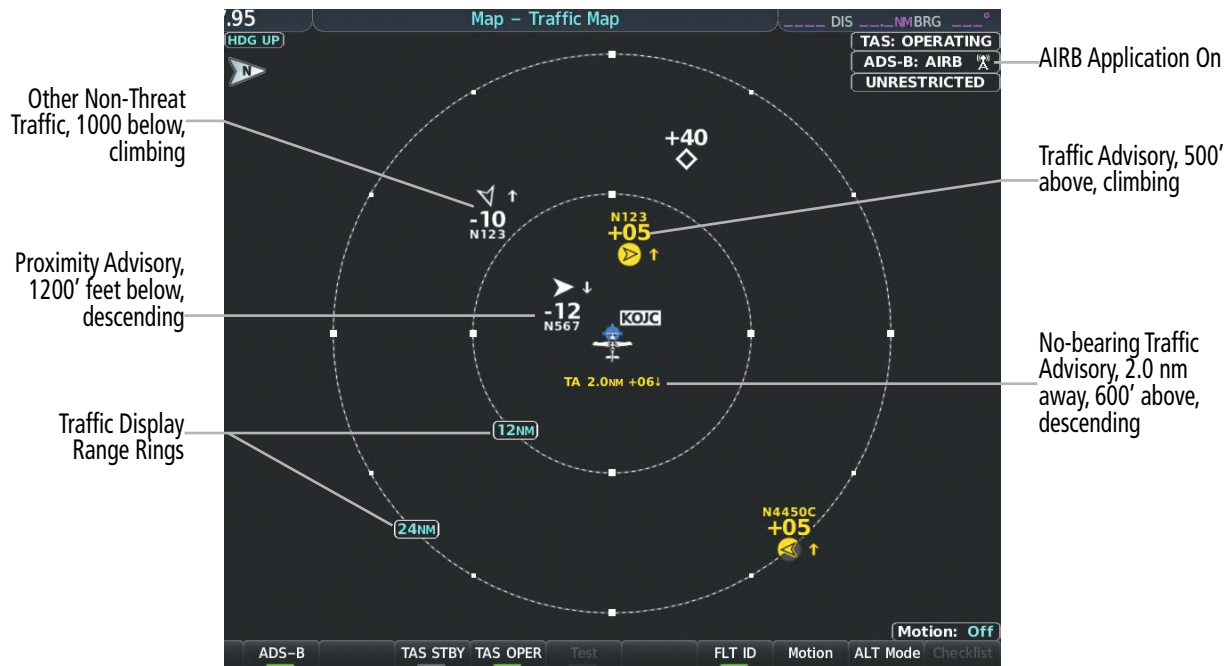 .95
Map – Traffic Map
____ DIS __._NM BRG ___°
HDG UP
N
TAS: OPERATING
ADS-B: AIRB
UNRESTRICTED
AIRB Application On
Other Non-Threat
Traffic, 1000 below,
climbing
+40
Traffic Advisory, 500’
above, climbing
-10
N123
N123
+05
Proximity Advisory,
1200’ feet below,
descending
-12
N567
KOJC
No-bearing Traffic
Advisory, 2.0 nm
away, 600’ above,
descending
TA 2.0NM +06↓
Traffic Display
Range Rings
12NM
24NM
N4450C
+05
Motion: Off
ADS–B
TAS STBY
TAS OPER
Test
FLT ID
Motion
ALT Mode
Checklist